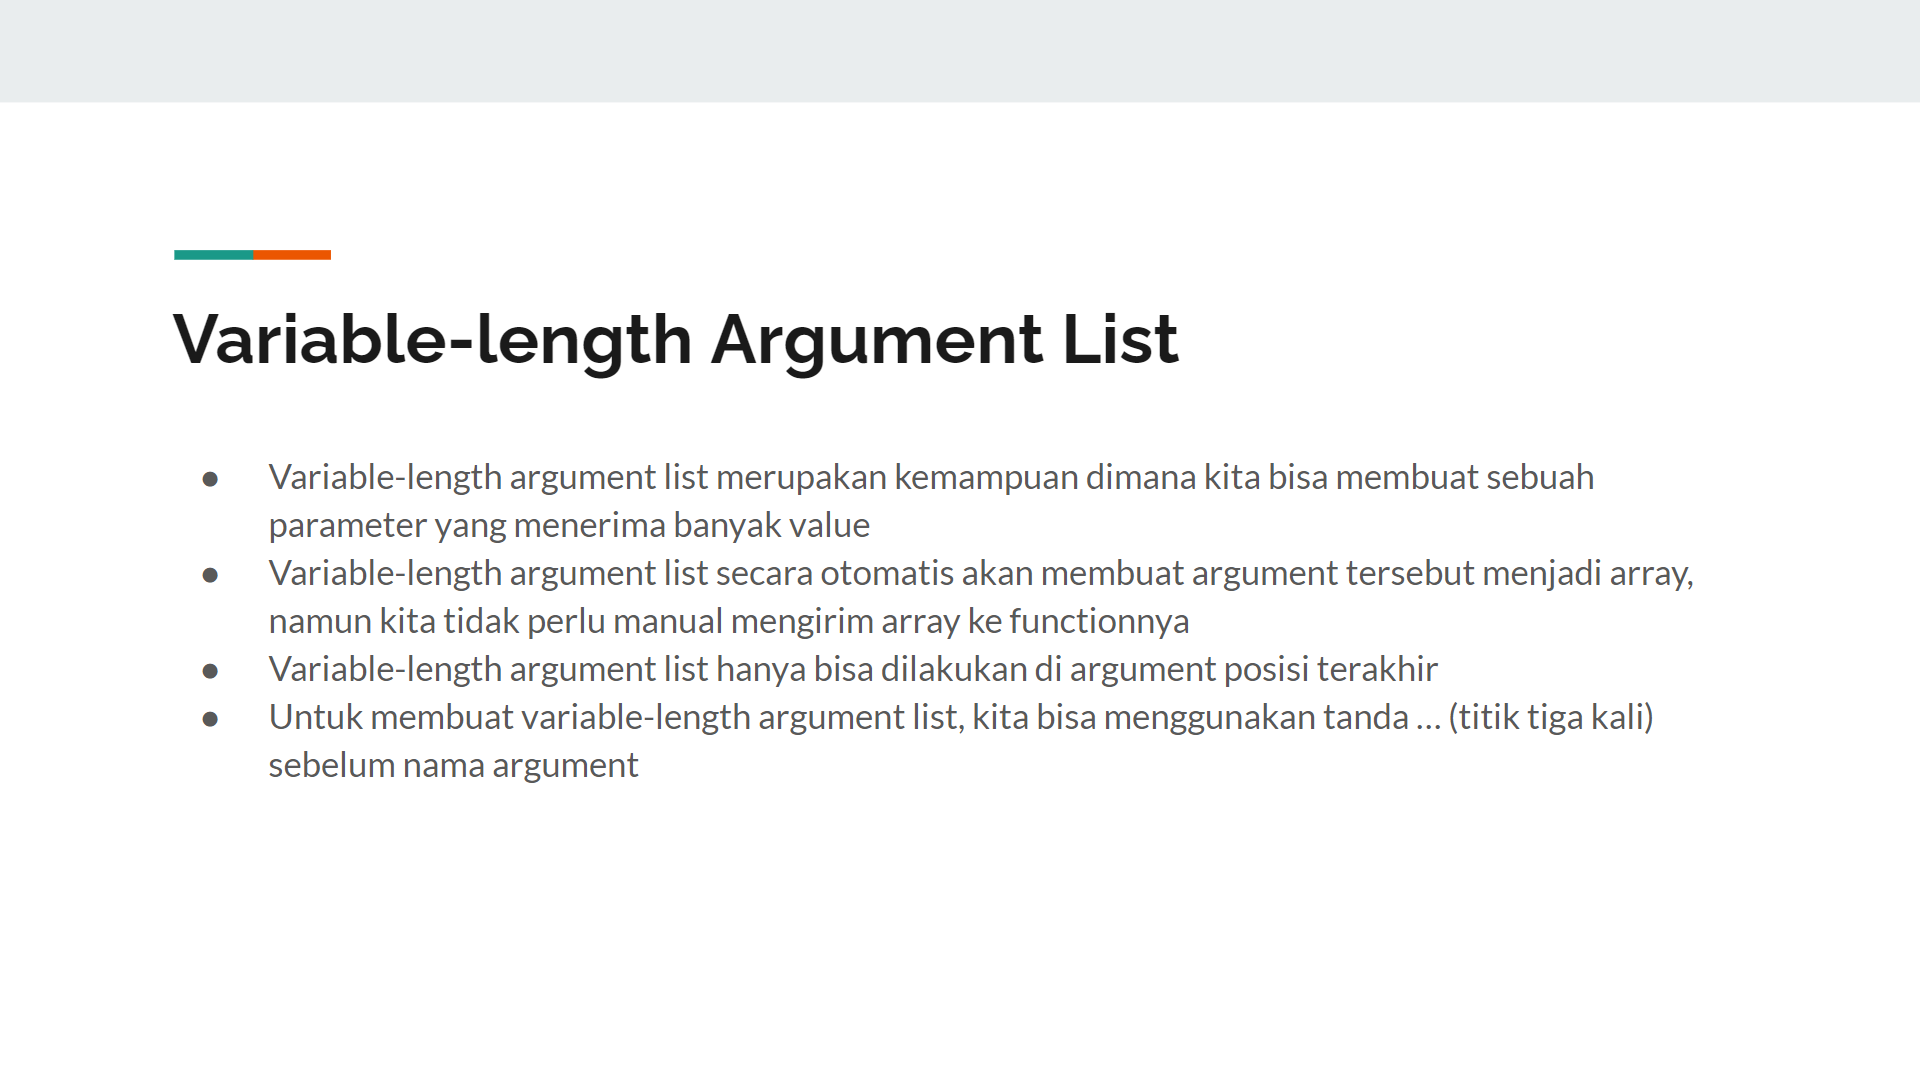 Variable-length Argument List
● Variable-length argument list merupakan kemampuan dimana kita bisa membuat sebuah
parameter yang menerima banyak value
● Variable-length argument list secara otomatis akan membuat argument tersebut menjadi array,
namun kita tidak perlu manual mengirim array ke functionnya
● Variable-length argument list hanya bisa dilakukan di argument posisi terakhir
● Untuk membuat variable-length argument list, kita bisa menggunakan tanda … (titik tiga kali)
sebelum nama argument